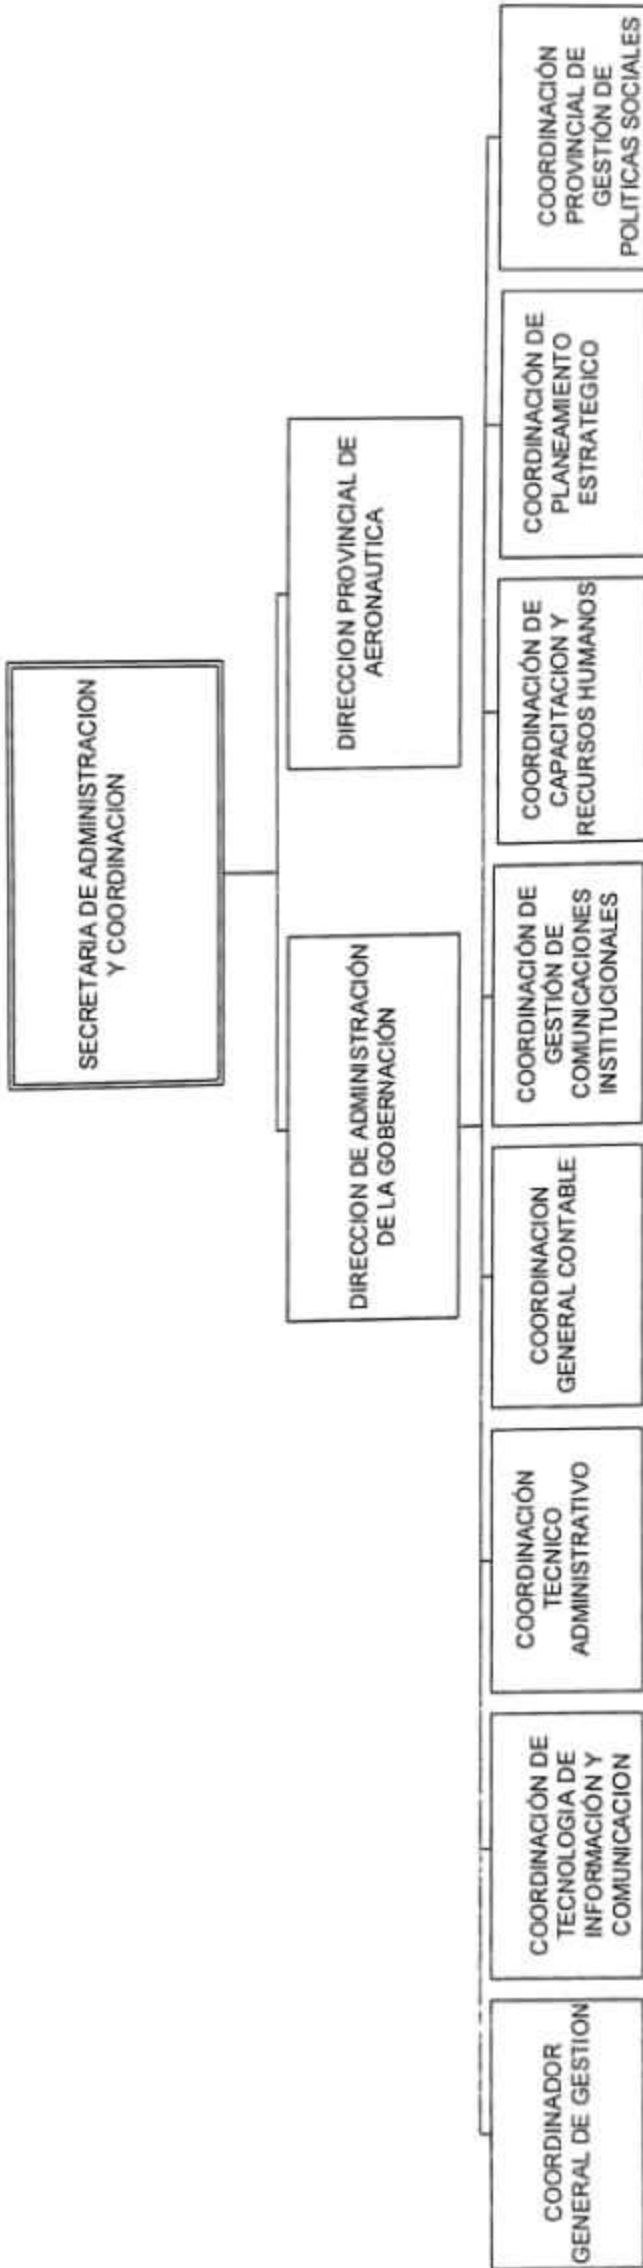 SECRETARIA DE ADMINISTRACION
Y COORDINACION
DIRECCION DE ADMINISTRACIÓN
DE LA GOBERNACIÓN
DIRECCION PROVINCIAL DE
AERONAUTICA
COORDINADOR
GENERAL DE GESTION
COORDINACIÓN DE
TECNOLOGIA DE
INFORMACIÓN Y
COMUNICACION
COORDINACIÓN
TECNICO
ADMINISTRATIVO
COORDINACION
GENERAL CONTABLE
COORDINACIÓN DE
GESTIÓN DE
COMUNICACIONES
INSTITUCIONALES
COORDINACIÓN DE
CAPACITACION Y
RECURSOS HUMANOS
COORDINACIÓN DE
PLANEAMIENTO
ESTRATEGICO
COORDINACIÓN
PROVINCIAL DE
GESTIÓN DE
POLITICAS SOCIALES